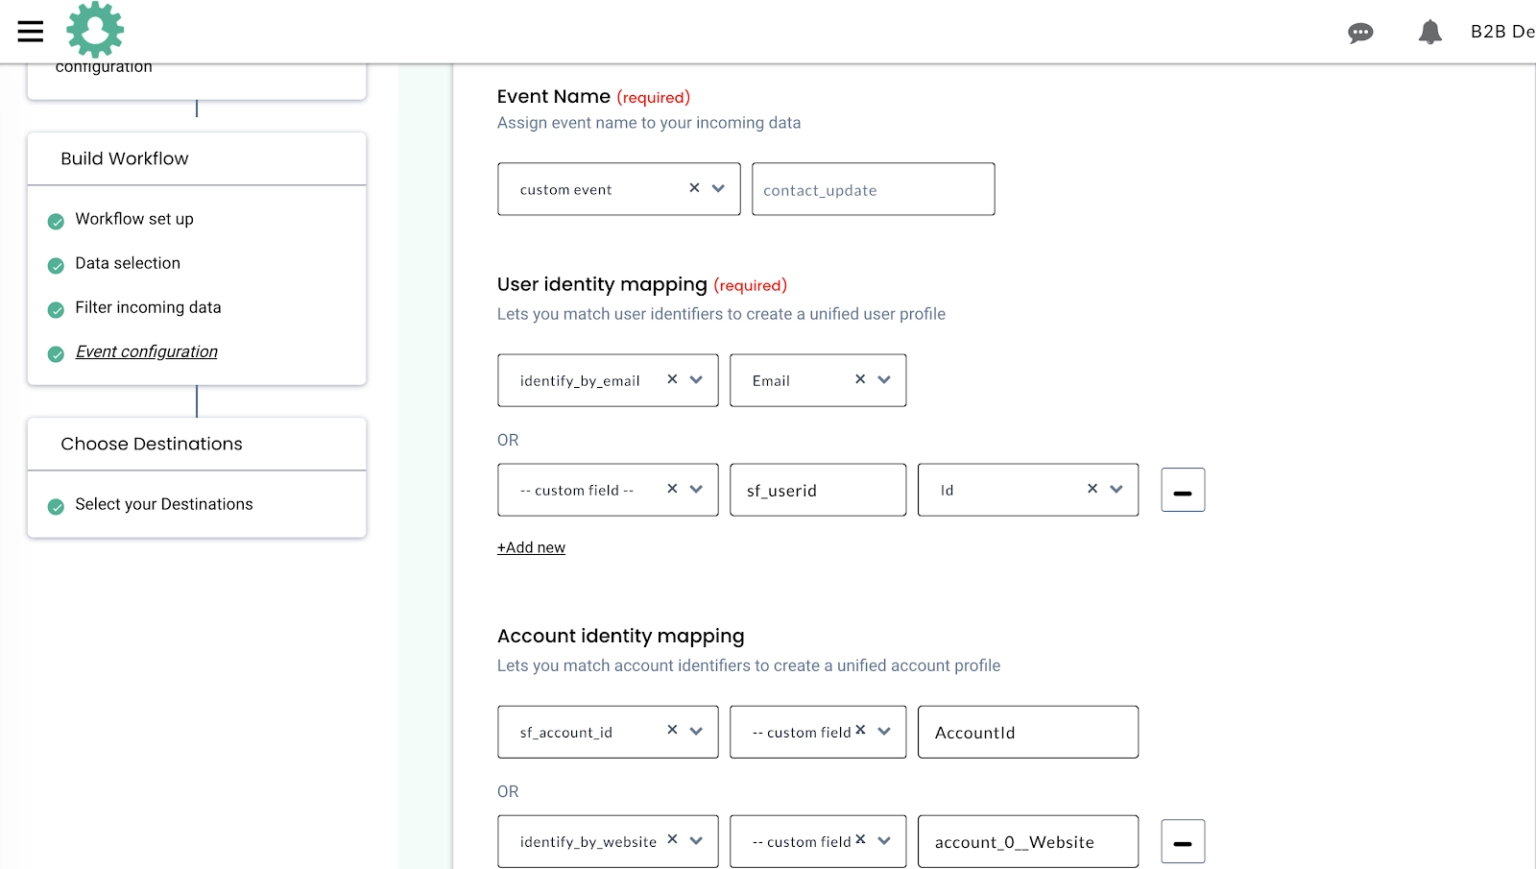 B2B De
configuration
Build Workflow
Workflow set up
Data selection
Filter incoming data
Event configuration
Choose Destinations
Select your Destinations
Event Name (required)
Assign event name to your incoming data
custom event
contact_update
User identity mapping (required)
Lets you match user identifiers to create a unified user profile
identify_by_email
Email
OR
-- custom field --
sf_userid
Id
+Add new
Account identity mapping
Lets you match account identifiers to create a unified account profile
sf_account_id
-- custom field
AccountId
OR
identify_by_website
-- custom field
account_0__Website